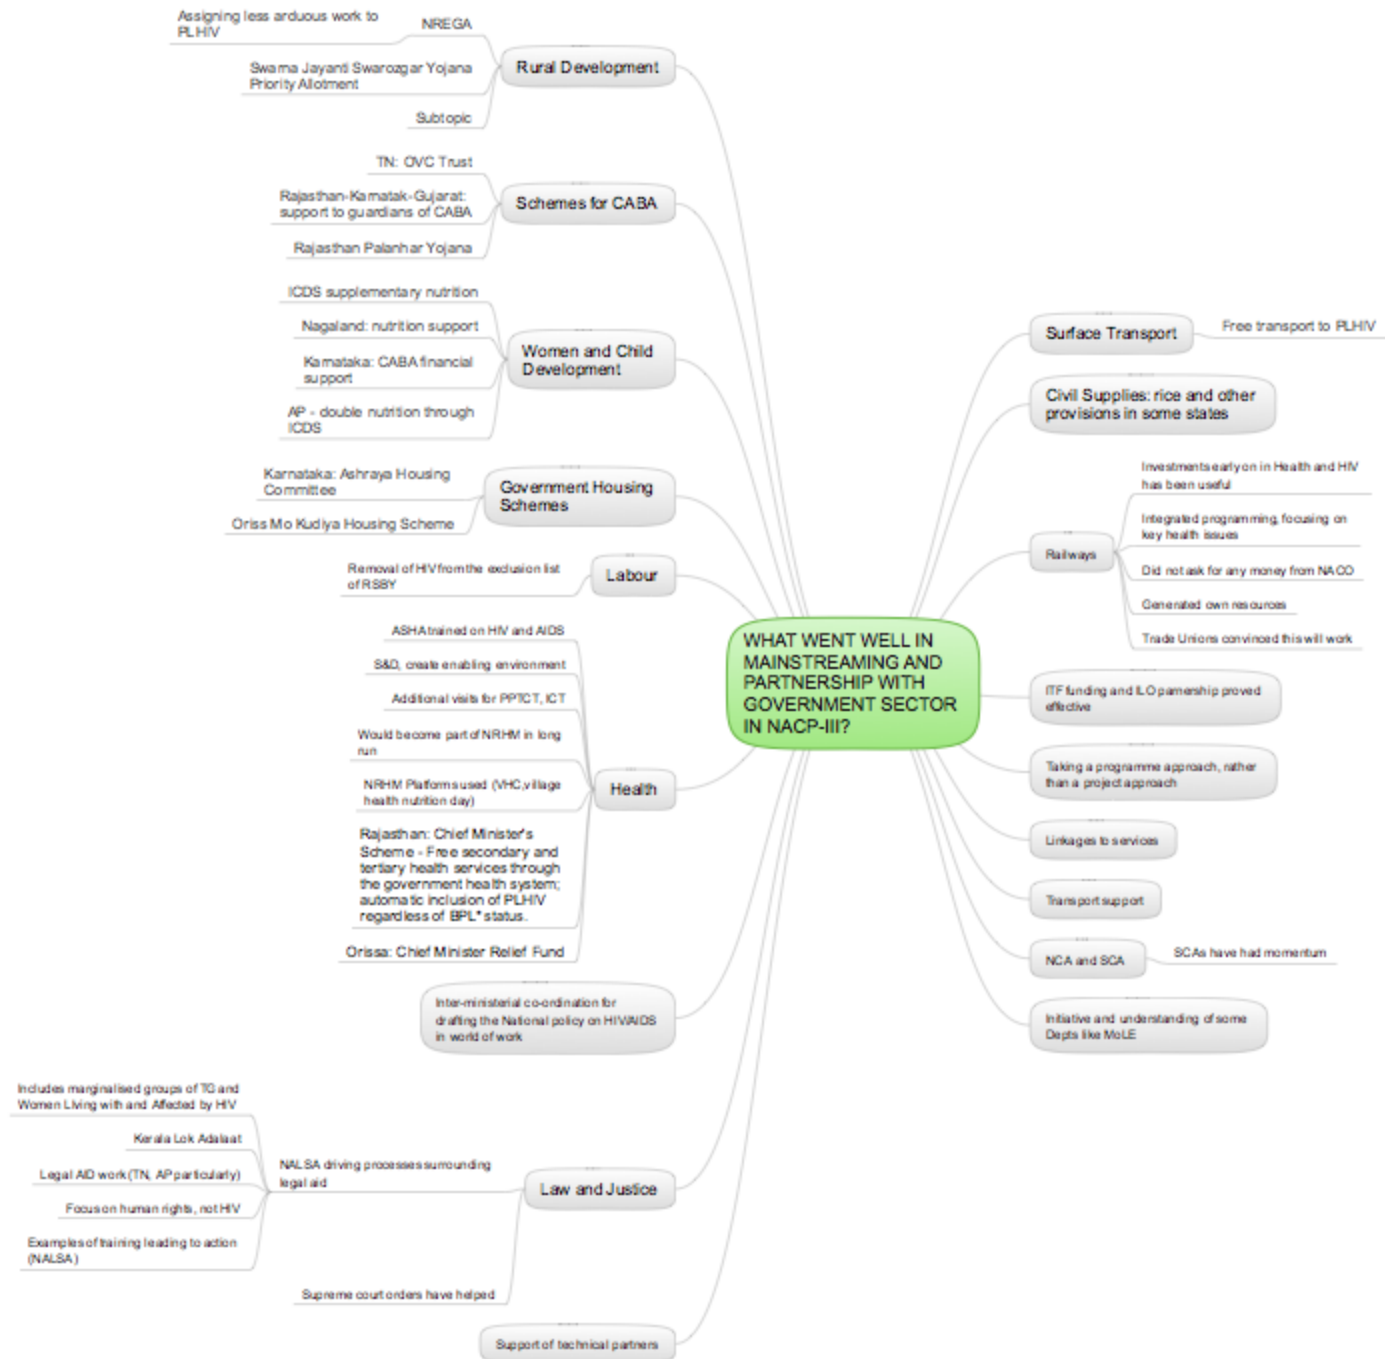 Assigning less arduous work to
PLHIV
NREGA
Rural Development
Swarna Jayanti Swarozgar Yojana
Priority Allotment
Subtopic
TN: OVC Trust
Schemes for CABA
Rajasthan-Karnatak-Gujarat:
support to guardians of CABA
Rajasthan Palanhar Yojana
ICDS supplementary nutrition
Nagaland: nutrition support
Women and Child
Development
Karnataka: CABA financial
support
AP - double nutrition through
ICDS
Karnataka: Ashraya Housing
Committee
Government Housing
Schemes
Oriss Mo Kudiya Housing Scheme
Removal of HIV from the exclusion list
of RSBY
Labour
ASHA trained on HIV and AIDS
S&D, create enabling environment
Additional visits for PPTCT, ICT
Would become part of NRHM in long
run
NRHM Platforms used (VHC,village
health nutrition day)
Health
Rajasthan: Chief Minister's
Scheme - Free secondary and
tertiary health services through
the government health system;
automatic inclusion of PLHIV
regardless of BPL* status.
Orissa: Chief Minister Relief Fund
Inter-ministerial co-ordination for
drafting the National policy on HIV/AIDS
in world of work
Includes marginalised groups of TG and
Women Living with and Affected by HIV
Kerala Lok Adalaat
Legal AID work (TN, AP particularly)
Focus on human rights, not HIV
Examples of training leading to action
(NALSA)
NALSA driving processes surrounding
legal aid
Law and Justice
Supreme court orders have helped
Support of technical partners
WHAT WENT WELL IN
MAINSTREAMING AND
PARTNERSHIP WITH
GOVERNMENT SECTOR
IN NACP-III?
Surface Transport
Free transport to PLHIV
Civil Supplies: rice and other
provisions in some states
Railways
Investments early on in Health and HIV
has been useful
Integrated programming, focusing on
key health issues
Did not ask for any money from NACO
Generated own resources
Trade Unions convinced this will work
ITF funding and ILO parnership proved
effective
Taking a programme approach, rather
than a project approach
Linkages to services
Transport support
NCA and SCA
SCAs have had momentum
Initiative and understanding of some
Depts like MoLE